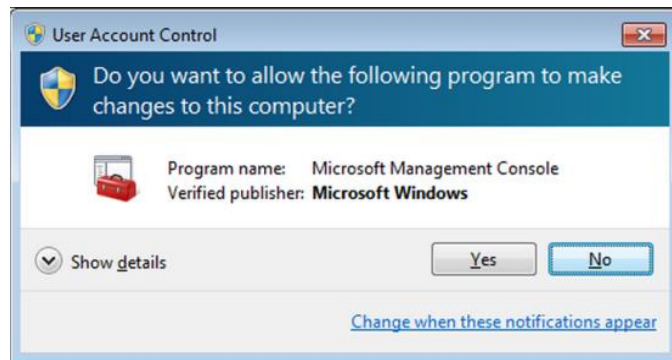 User Account Control
Do you want to allow the following program to make
changes to this computer?
Program name: Microsoft Management Console
Verified publisher: Microsoft Windows
Show details
Yes
No
Change when these notifications appear